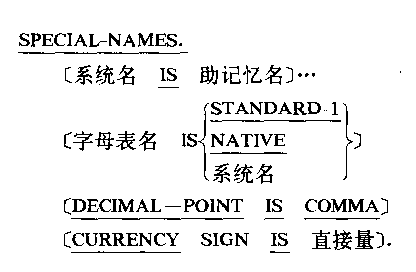 SPECIAL-NAMES.
〔系统名 IS 助记忆名〕…
STANDARD-1
〔字母表名 IS{NATIVE}〕
系统名
〔DECIMAL—POINT IS COMMA〕
〔CURRENCY SIGN IS 直接量〕.